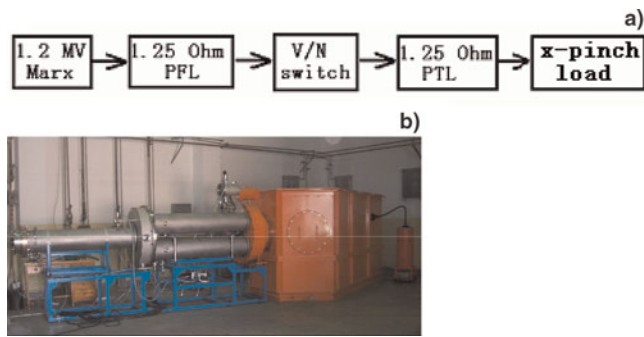 a)
1.2 MV
Marx
1.25 Ohm
PFL
V/N
switch
1.25 Ohm
PTL
x-pinch
load
b)